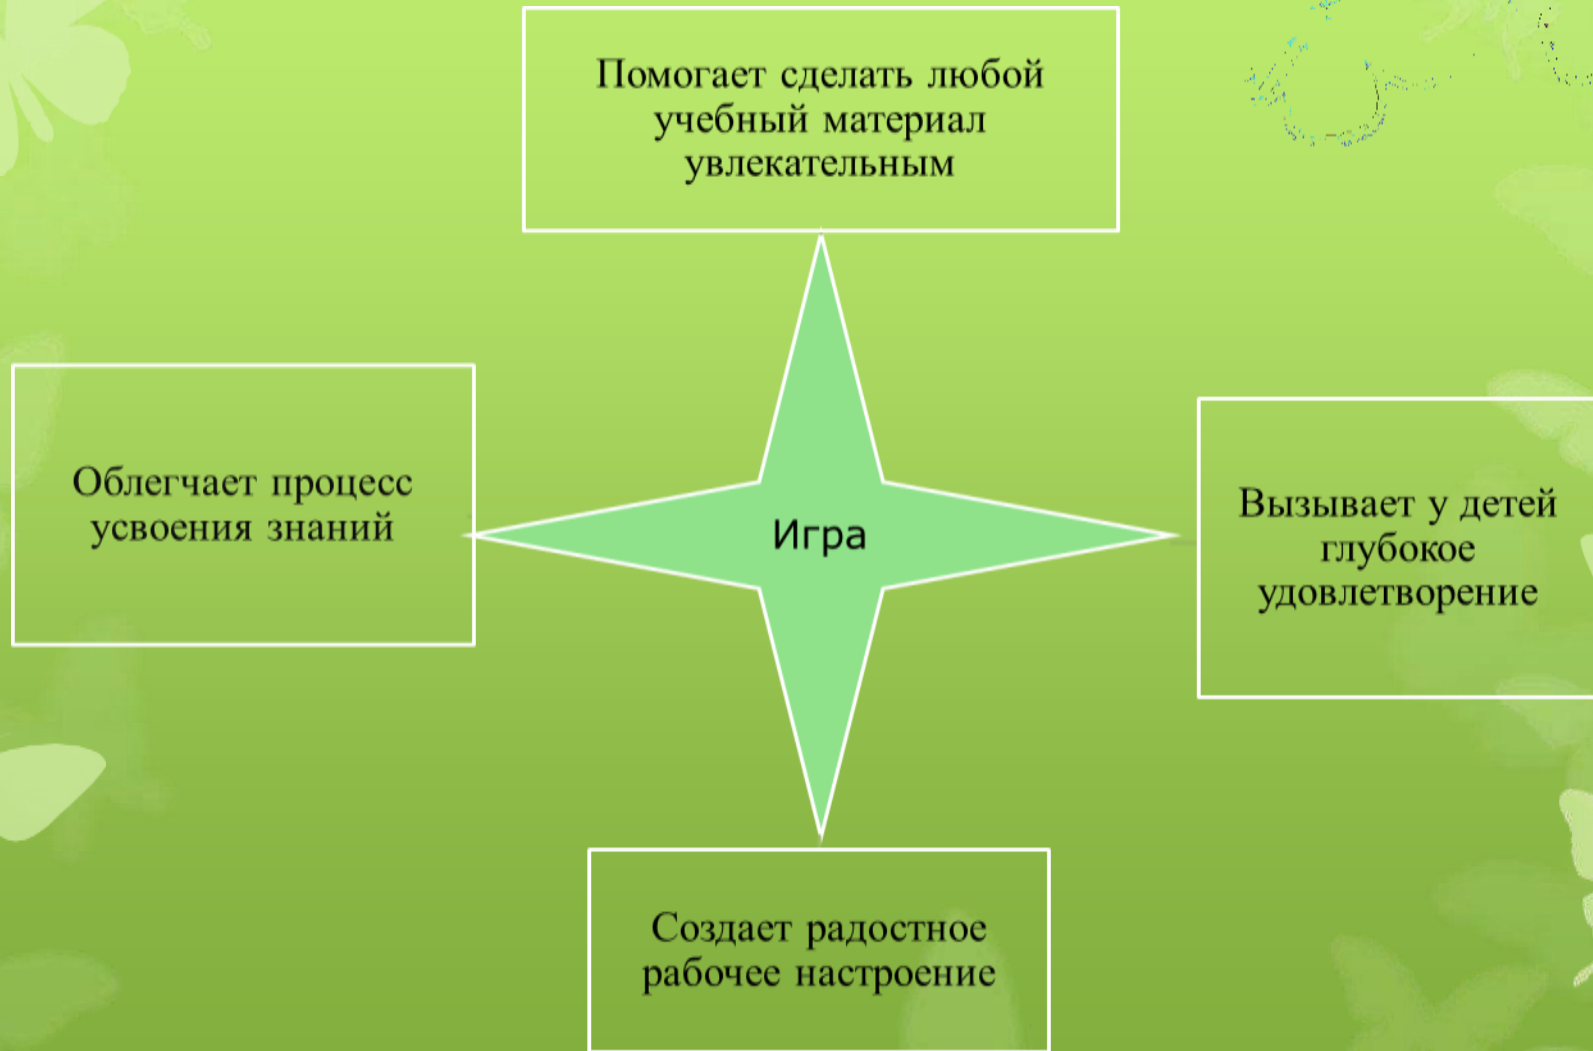 Помогает сделать любой
учебный материал
увлекательным
Облегчает процесс
усвоения знаний
Игра
Вызывает у детей
глубокое
удовлетворение
Создает радостное
рабочее настроение